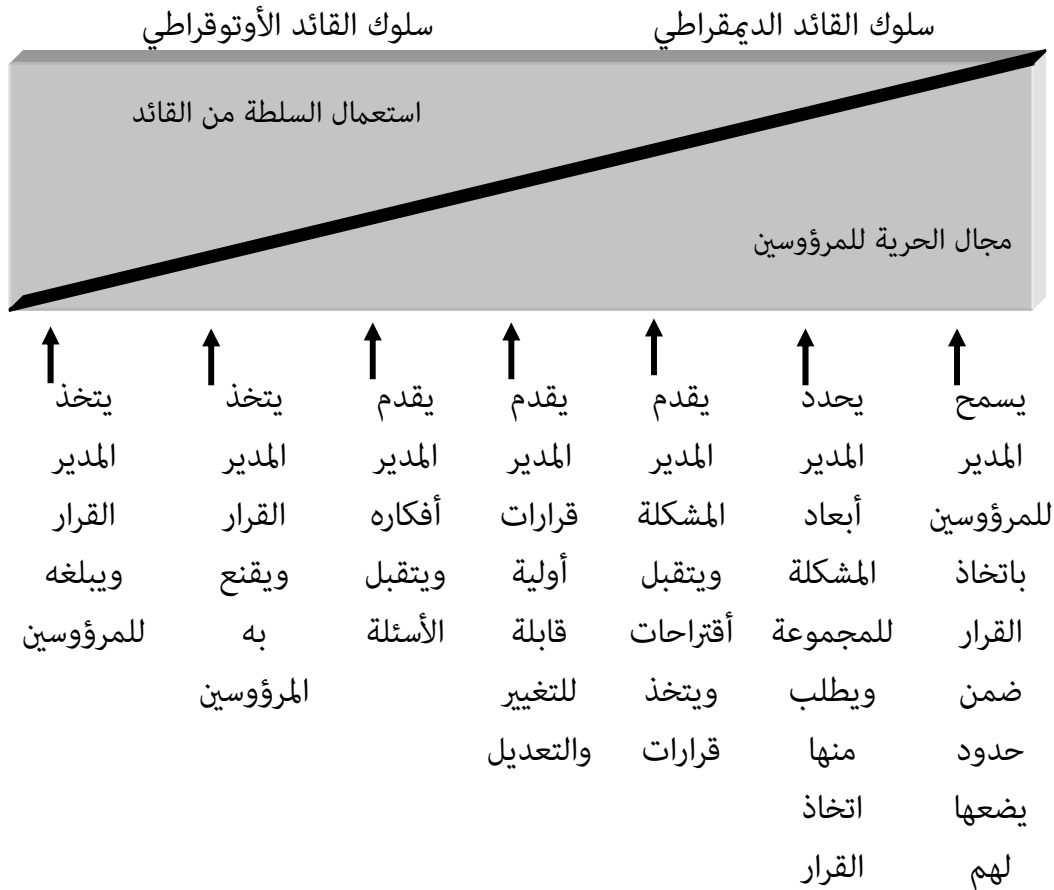 سلوك القائد الديمقراطي
سلوك القائد الأوتوقراطي
استعمال السلطة من القائد
مجال الحرية للمرؤوسين
يسمح
المدير
للمرؤوسين
باتخاذ
القرار
ضمن
حدود
يضعها
لهم
يحدد
المدير
أبعاد
المشكلة
للمجموعة
ويطلب
منها
اتخاذ
القرار
يقدم
المدير
المشكلة
ويتقبل
أقتراحات
ويتخذ
قرارات
يقدم
المدير
قرارات
أولية
قابلة
للتغيير
والتعديل
يقدم
المدير
أفكاره
ويتقبل
الأسئلة
يتخذ
المدير
القرار
ويقنع
به
المرؤوسين
يتخذ
المدير
القرار
ويبلغه
للمرؤوسين